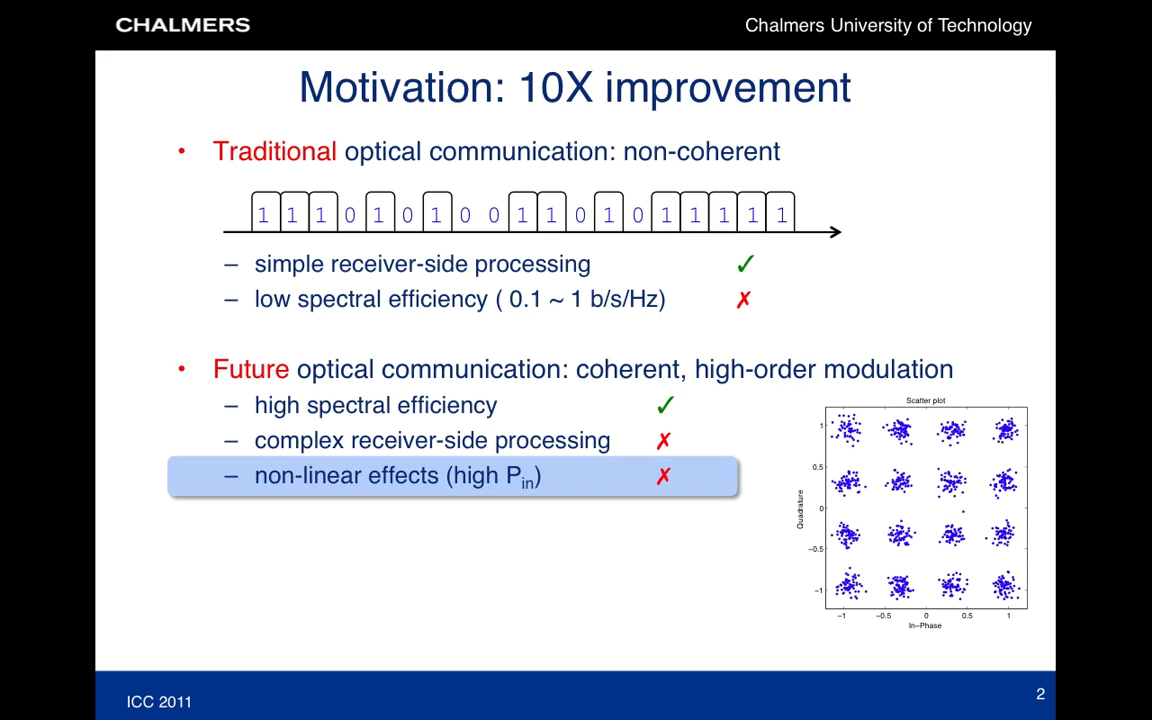 CHALMERS
Chalmers University of Technology
Motivation: 10X improvement
• Traditional optical communication: non-coherent
1 1 1 0 1 0 1 0 0 1 1 0 1 0 1 1 1 1 1
– simple receiver-side processing ✓
– low spectral efficiency ( 0.1 ~ 1 b/s/Hz) ✗
• Future optical communication: coherent, high-order modulation
– high spectral efficiency ✓
– complex receiver-side processing ✗
– non-linear effects (high Pin) ✗
Scatter plot
Quadrature
1
0.5
0
−0.5
−1
−1 −0.5 0 0.5 1
In−Phase
ICC 2011
2